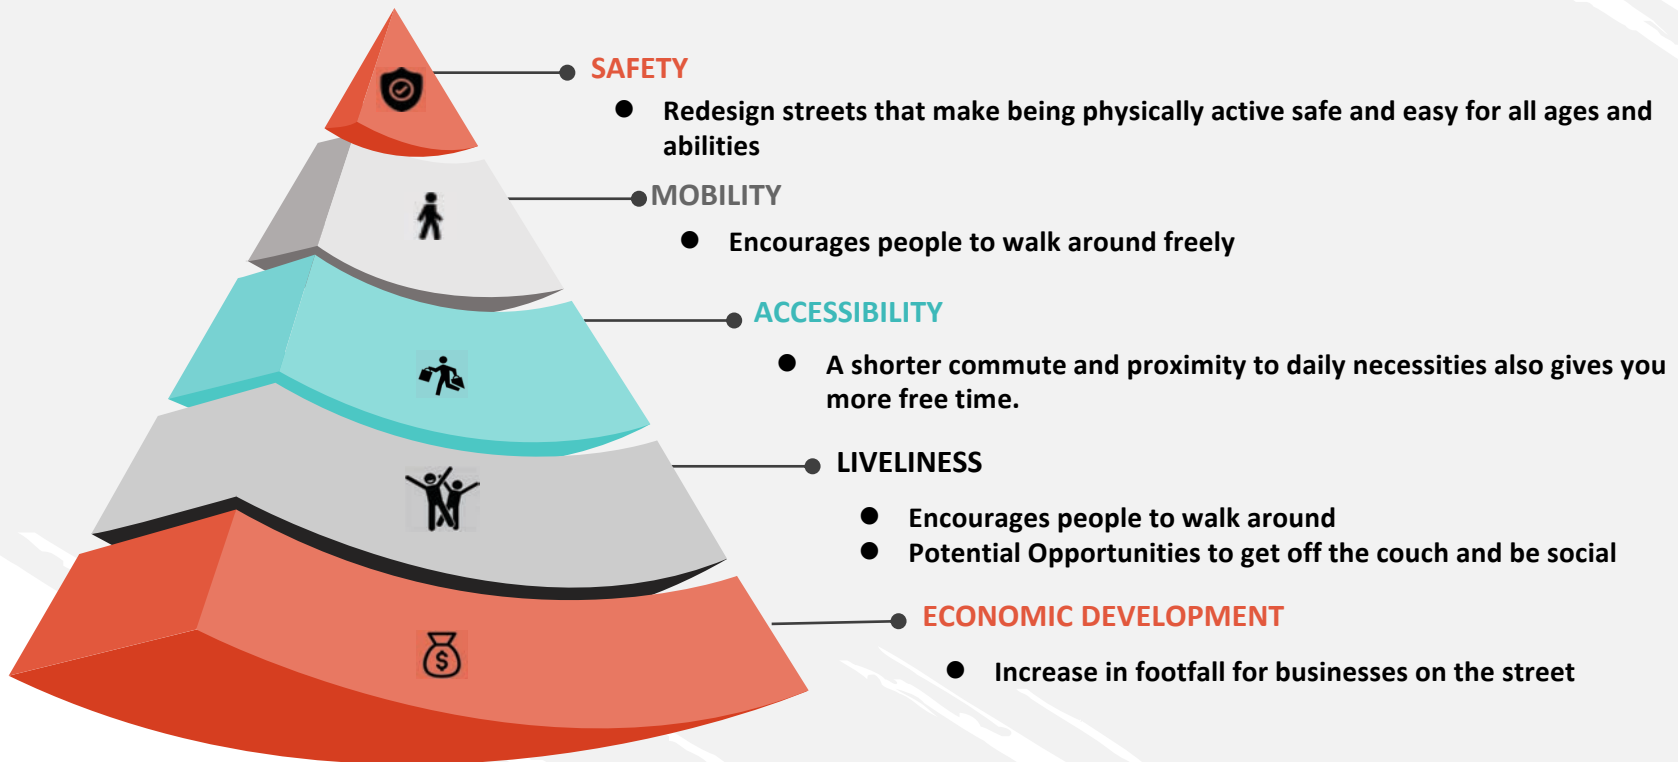 SAFETY
● Redesign streets that make being physically active safe and easy for all ages and
abilities
MOBILITY
● Encourages people to walk around freely
ACCESSIBILITY
● A shorter commute and proximity to daily necessities also gives you
more free time.
LIVELINESS
● Encourages people to walk around
● Potential Opportunities to get off the couch and be social
ECONOMIC DEVELOPMENT
$
● Increase in footfall for businesses on the street